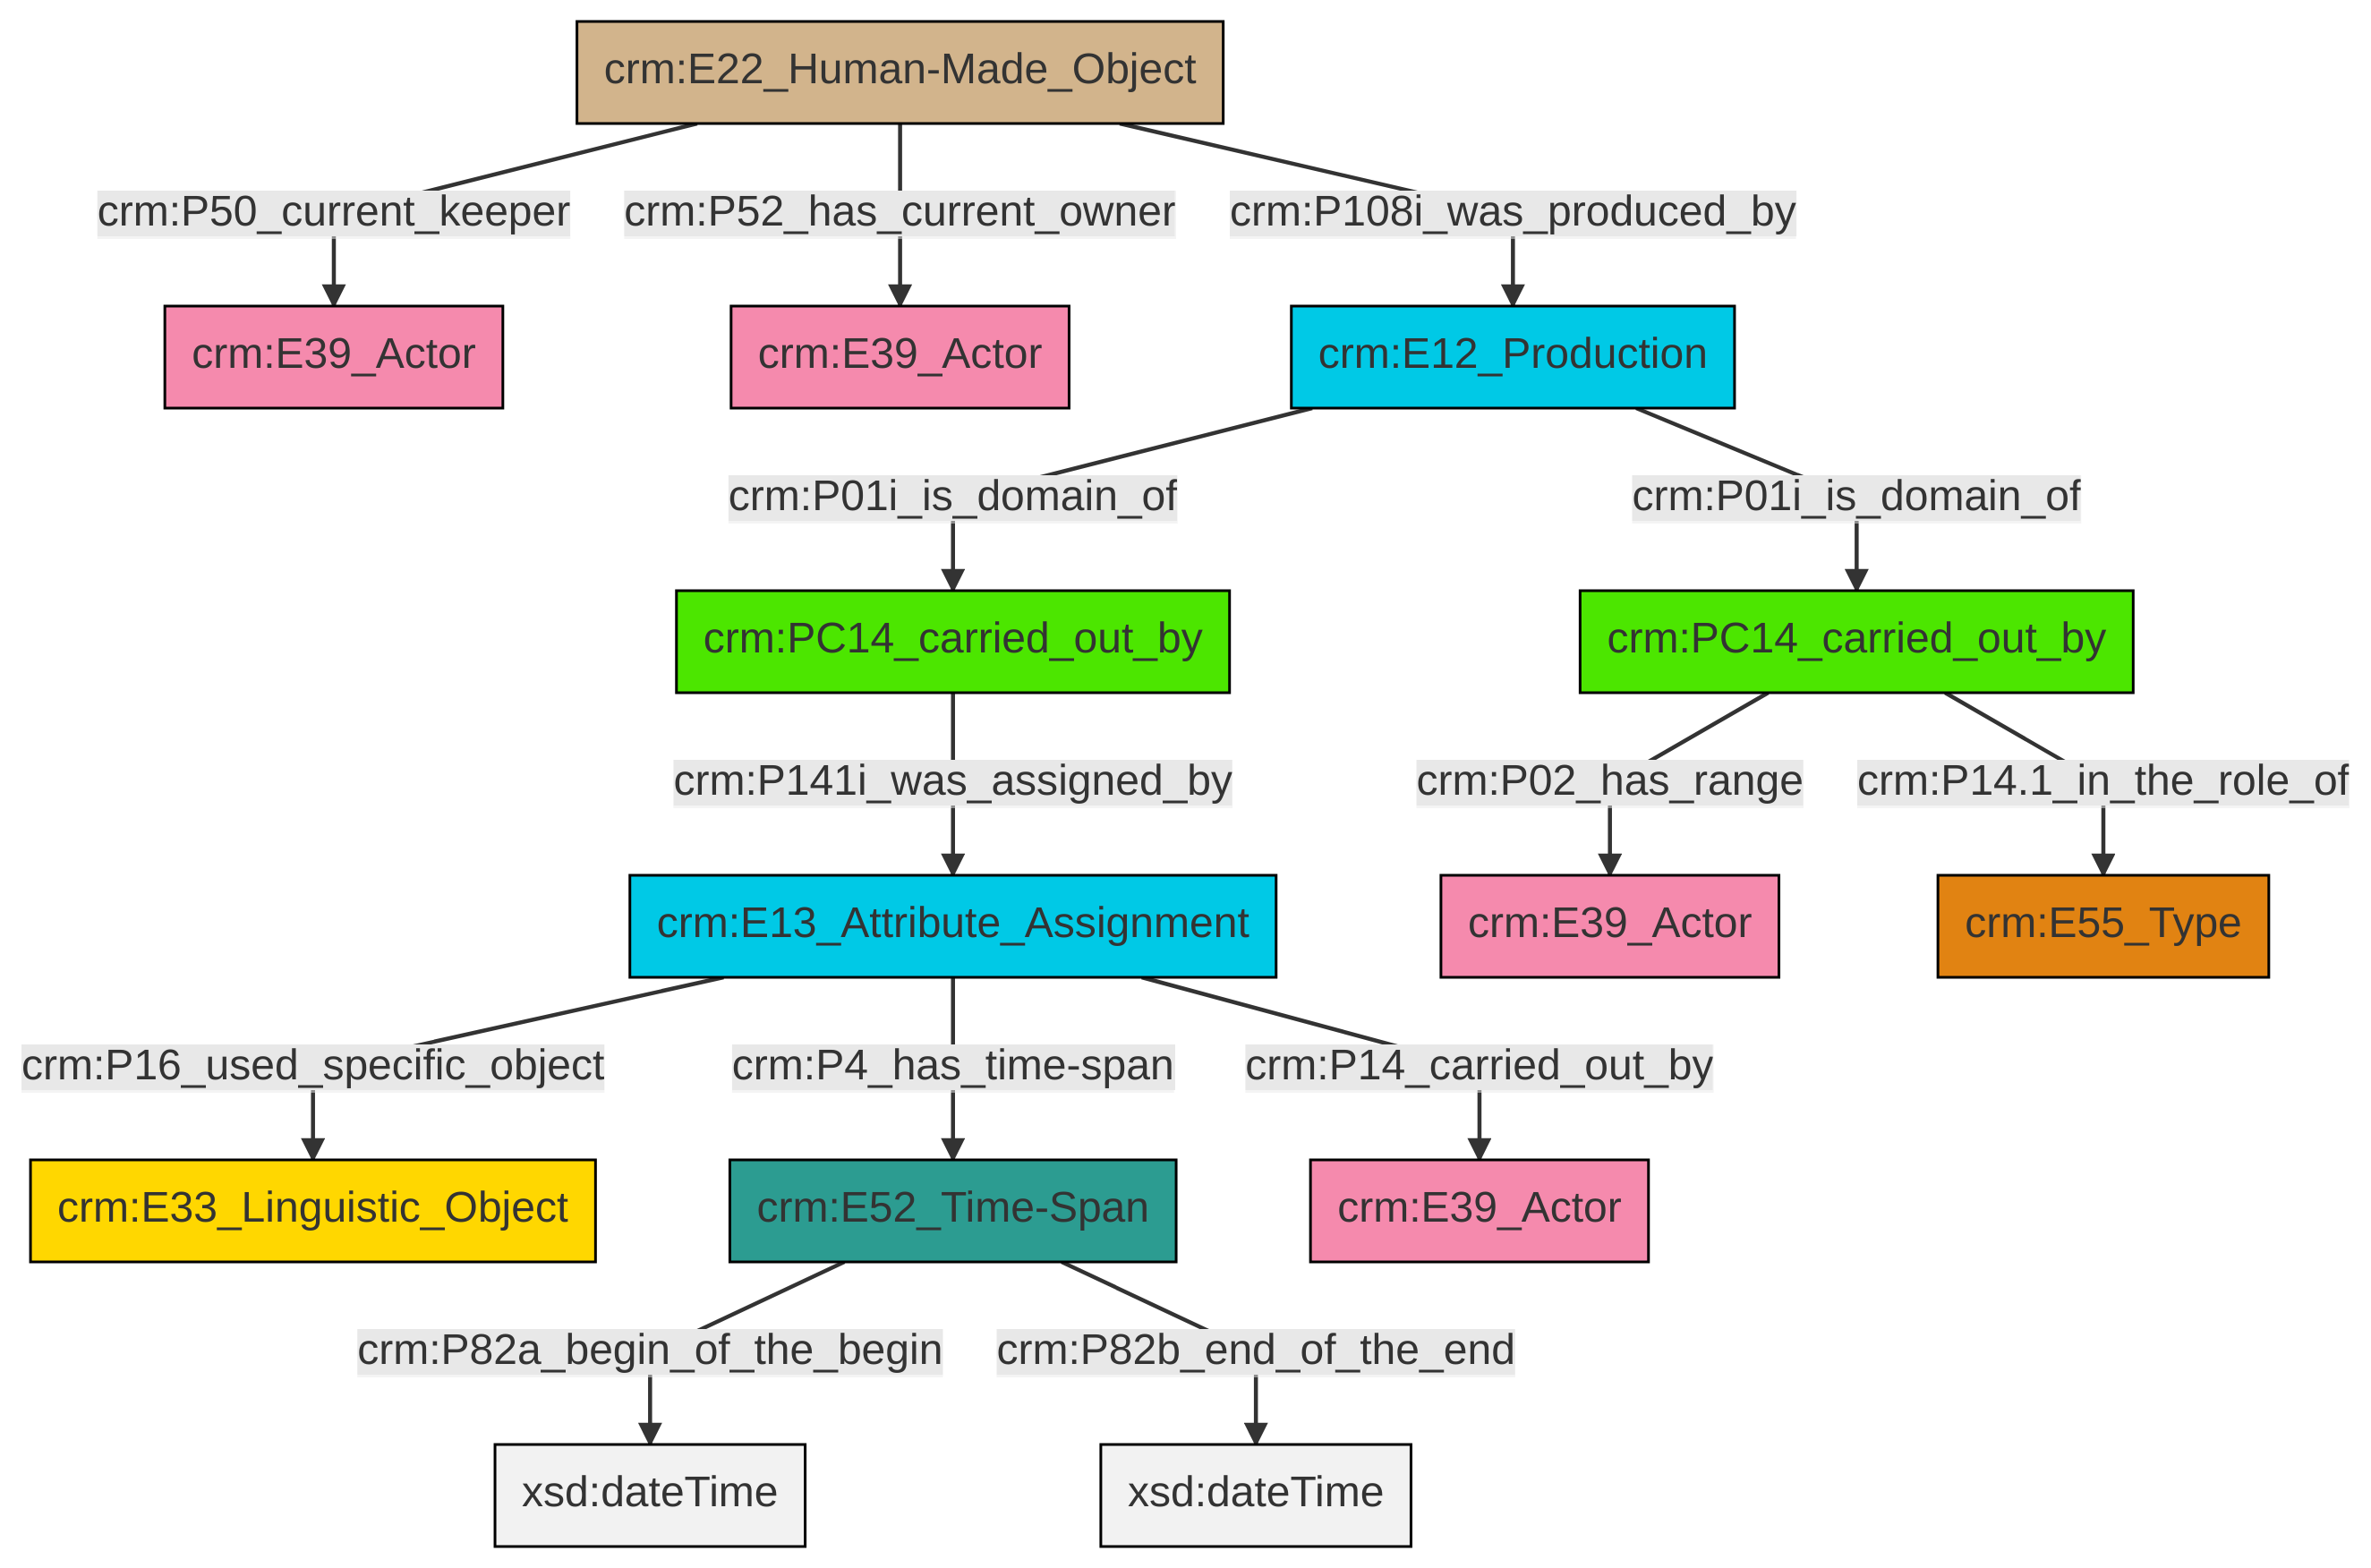 crm:E22_Human-Made_Object
crm:P50_current_keeper
crm:P52_has_current_owner
crm:P108i_was_produced_by
crm:E39_Actor
crm:E39_Actor
crm:E12_Production
crm:P01i_is_domain_of
crm:P01i_is_domain_of
crm:PC14_carried_out_by
crm:PC14_carried_out_by
crm:P141i_was_assigned_by
crm:P02_has_range
crm:P14.1_in_the_role_of
crm:E13_Attribute_Assignment
crm:E39_Actor
crm:E55_Type
crm:P16_used_specific_object
crm:P4_has_time-span
crm:P14_carried_out_by
crm:E33_Linguistic_Object
crm:E52_Time-Span
crm:E39_Actor
crm:P82a_begin_of_the_begin
crm:P82b_end_of_the_end
xsd:dateTime
xsd:dateTime